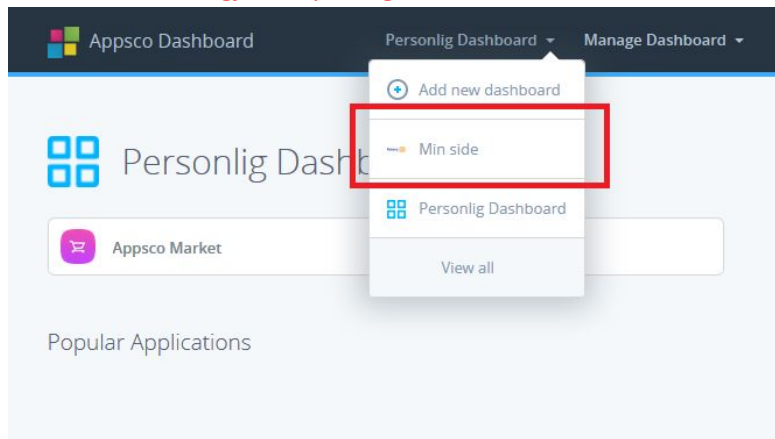 Appsco Dashboard Personlig Dashboard Manage Dashboard
Add new dashboard
Min side
Personlig Dashb
Personlig Dashboard
Appsco Market
View all
Popular Applications